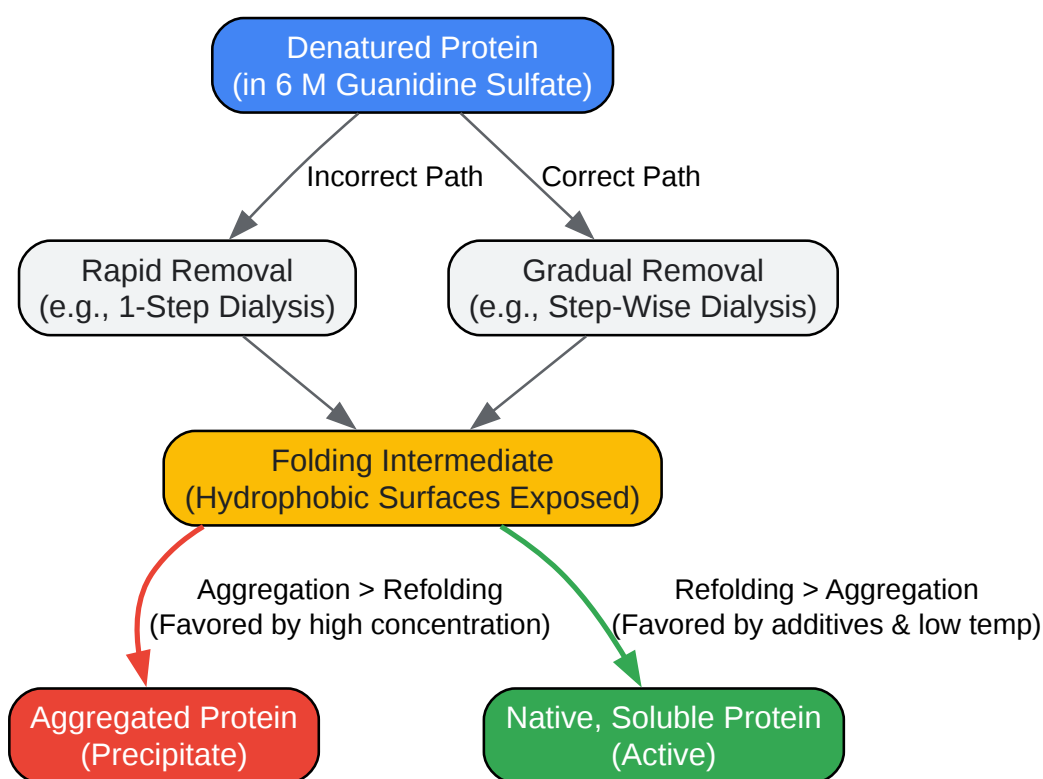 Denatured Protein
(in 6 M Guanidine Sulfate)
Incorrect Path
Correct Path
Rapid Removal
(e.g., 1-Step Dialysis)
Gradual Removal
(e.g., Step-Wise Dialysis)
Folding Intermediate
(Hydrophobic Surfaces Exposed)
Aggregation > Refolding
(Favored by high concentration)
Refolding > Aggregation
(Favored by additives & low temp)
Aggregated Protein
(Precipitate)
Native, Soluble Protein
(Active)